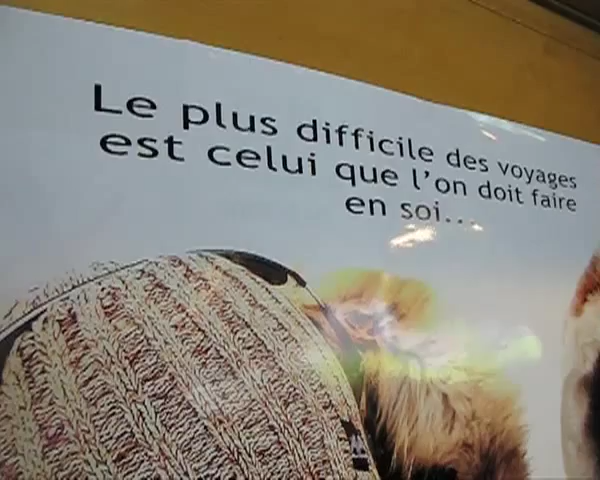 Le plus difficile des voyages
est celui que l'on doit faire
en soi...